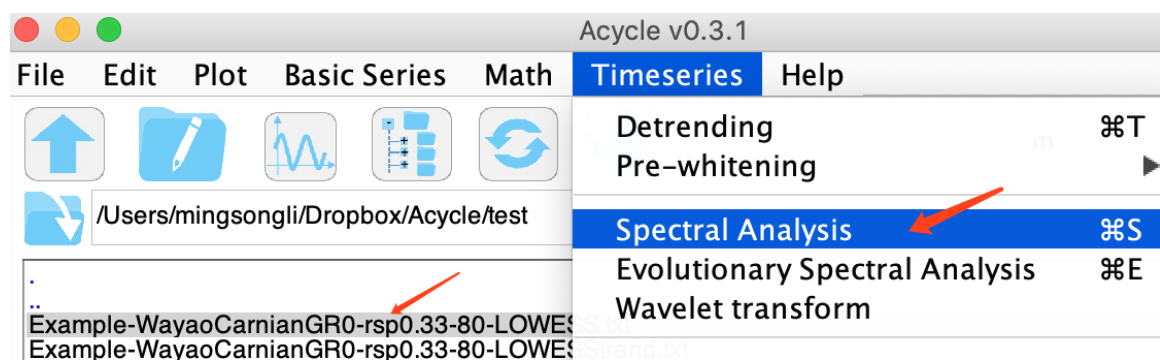 Acycle v0.3.1
File Edit Plot Basic Series Math Timeseries Help
Detrending ⌘T
m
Pre-whitening ▶
/Users/mingsongli/Dropbox/Acycle/test
Spectral Analysis ⌘S
Evolutionary Spectral Analysis ⌘E
Wavelet transform
.
..
Example-WayaoCarnianGR0-rsp0.33-80-LOWESS.txt
Example-WayaoCarnianGR0-rsp0.33-80-LOWESStrend.txt